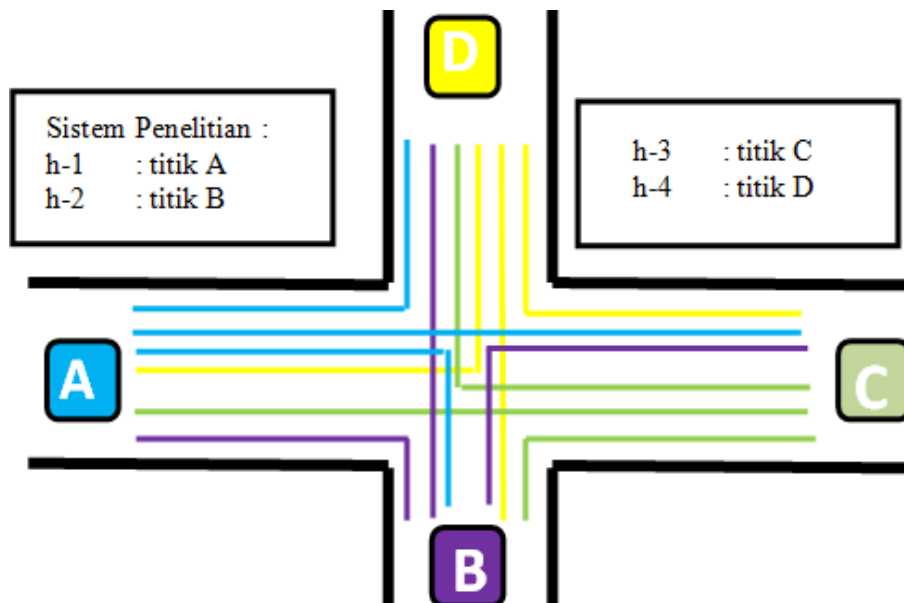 D
Sistem Penelitian :
h-1 : titik A
h-2 : titik B
h-3 : titik C
h-4 : titik D
A
C
B